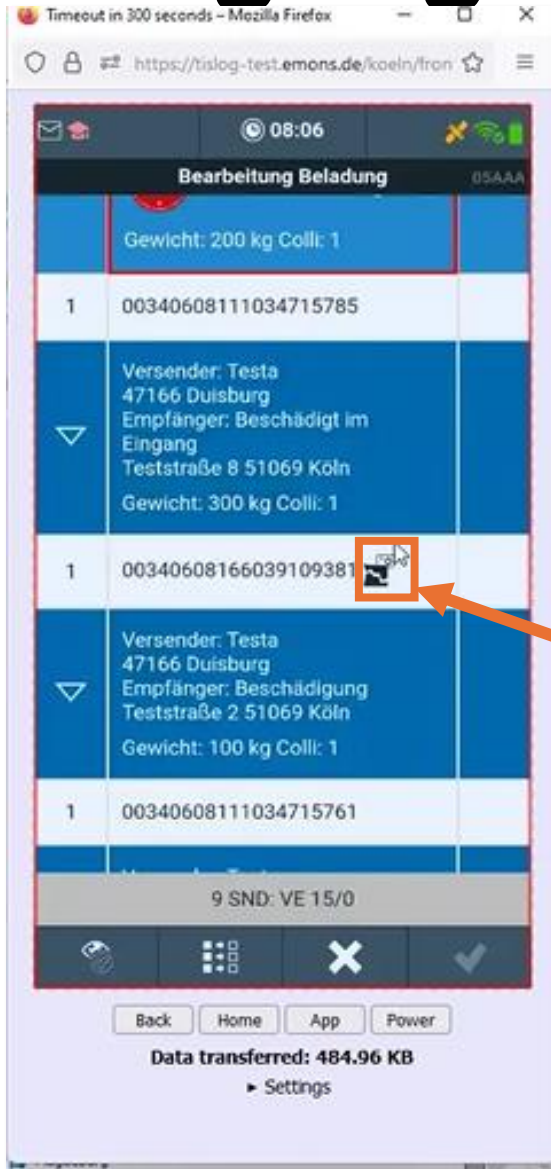 Timeout in 300 seconds – Mozilla Firefox
https://tislog-test.emons.de/koeln/fron
08:06
Bearbeitung Beladung 05AAA
Gewicht: 200 kg Colli: 1
1 00340608111034715785
Versender: Testa
47166 Duisburg
Empfänger: Beschädigt im
Eingang
Teststraße 8 51069 Köln
Gewicht: 300 kg Colli: 1
1 00340608166039109381
Versender: Testa
47166 Duisburg
Empfänger: Beschädigung
Teststraße 2 51069 Köln
Gewicht: 100 kg Colli: 1
1 00340608111034715761
9 SND: VE 15/0
Back Home App Power
Data transferred: 484.96 KB
► Settings